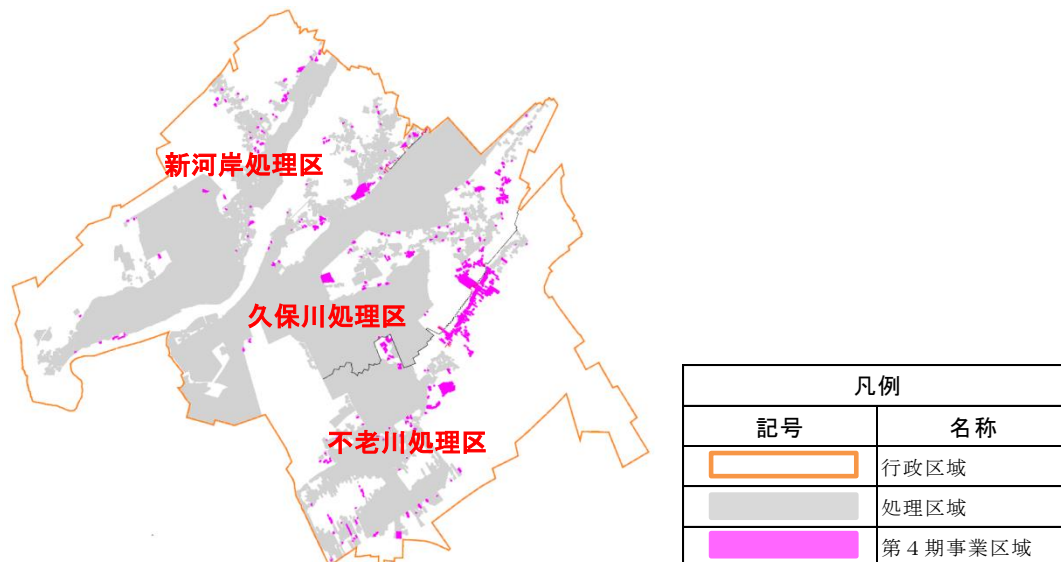 新河岸処理区
久保川処理区
不老川処理区
凡例
記号 名称
行政区域
処理区域
第４期事業区域